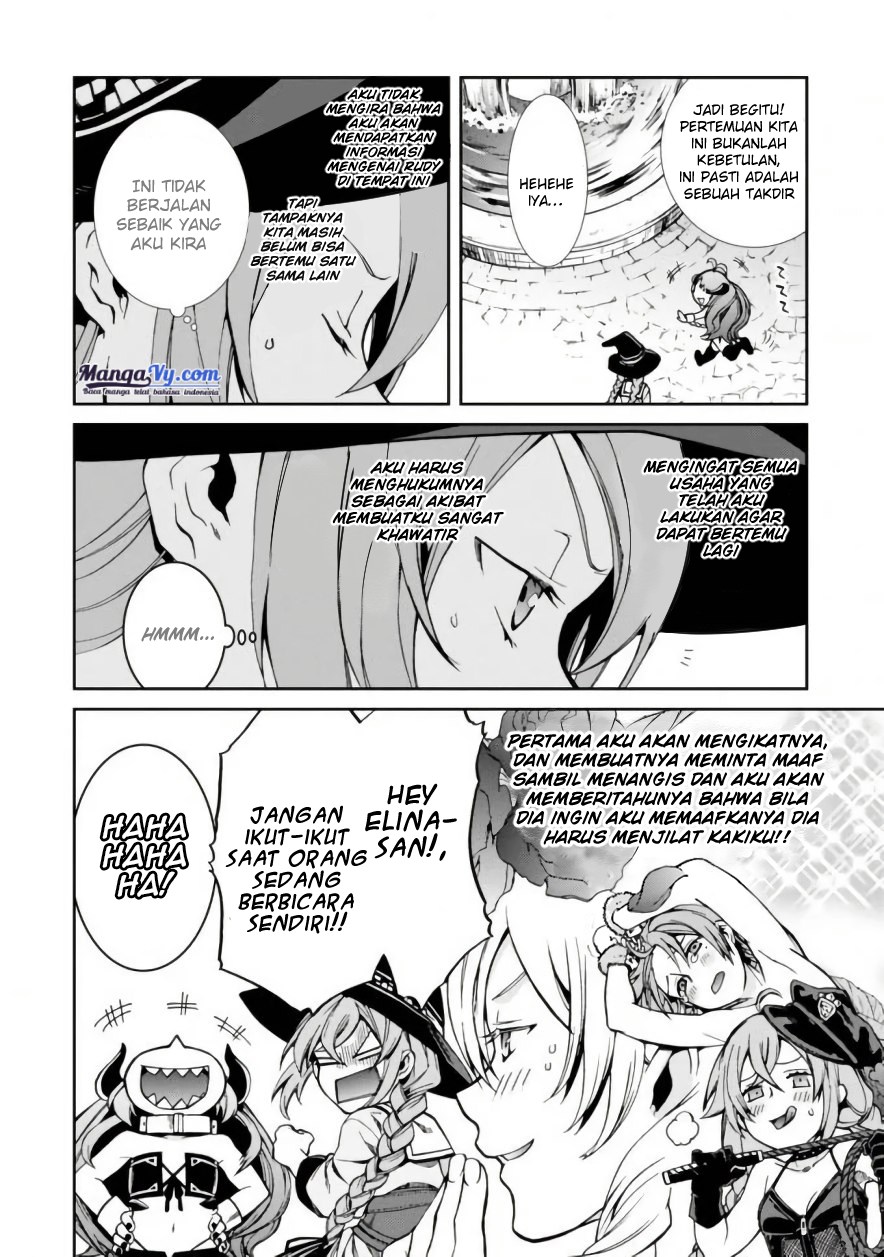 JADI BEGITU!
PERTEMUAN KITA
INI BUKANLAH
KEBETULAN,
INI PASTI ADALAH
SEBUAH TAKDIR
HEHEHE
IYA...
AKU TIDAK
MENGIRA BAHWA
AKU AKAN
MENDAPATKAN
INFORMASI
MENGENAI RUDY
DI TEMPAT INI
TAPI
TAMPAKNYA
KITA MASIH
BELUM BISA
BERTEMU SATU
SAMA LAIN
INI TIDAK
BERJALAN
SEBAIK YANG
AKU KIRA
MangaVy.com
Baca manga telat bahasa indonesia
MENGINGAT SEMUA
USAHA YANG
TELAH AKU
LAKUKAN AGAR
DAPAT BERTEMU
LAGI
AKU HARUS
MENGHUKUMNYA
SEBAGAI AKIBAT
MEMBUATKU SANGAT
KHAWATIR
HMMM...
PERTAMA AKU AKAN MENGIKATNYA,
DAN MEMBUATNYA MEMINTA MAAF
SAMBIL MENANGIS DAN AKU AKAN
MEMBERITAHUNYA BAHWA BILA
DIA INGIN AKU MEMAAFKANYA DIA
HARUS MENJILAT KAKIKU!!
HEY
ELINA-
SAN!,
JANGAN
IKUT-IKUT
SAAT ORANG
SEDANG
BERBICARA
SENDIRI!!
HAHA
HAHA
HA!